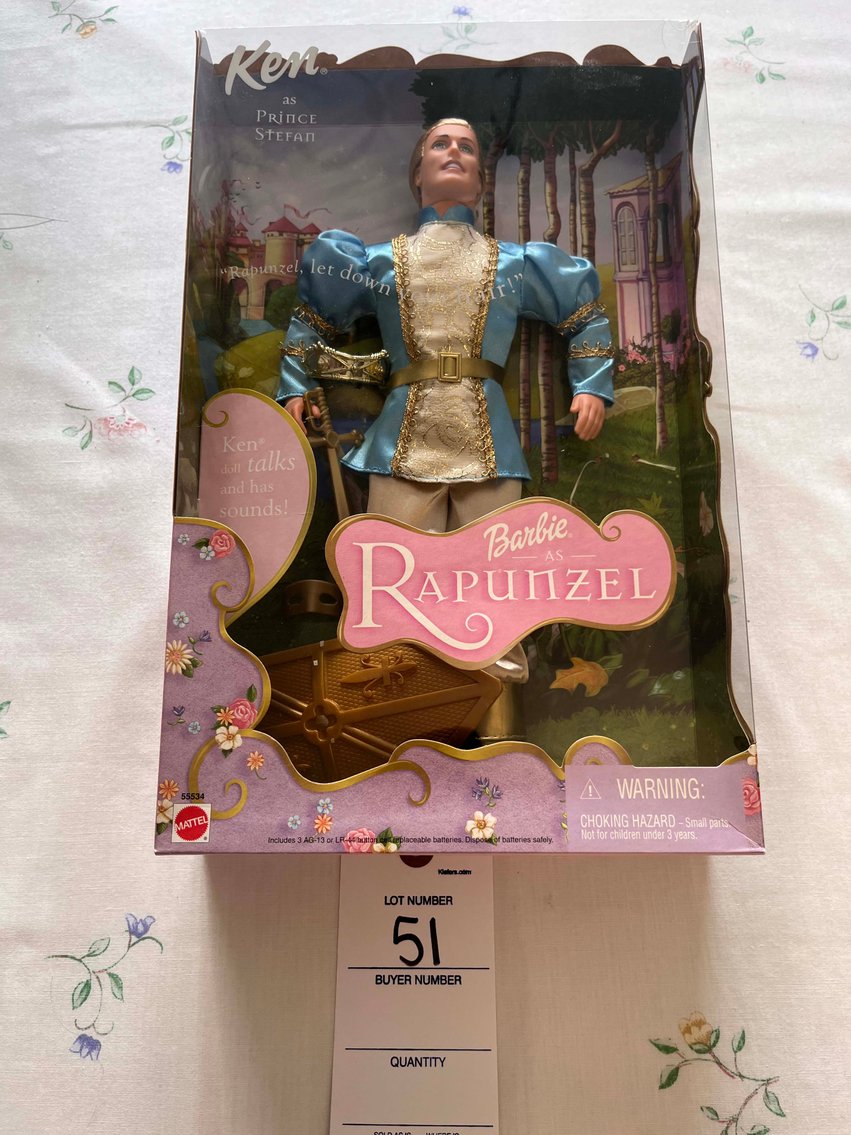 Ken®
as
PRINCE
STEFAN
"Rapunzel, let down hair!"
Ken®
doll talks
and has
sounds!
Barbie®
AS
RAPUNZEL
55534
MATTEL
Includes 3 AG-13 or LR-44 button cell replaceable batteries. Dispose of batteries safely.
⚠ WARNING:
CHOKING HAZARD – Small parts
Not for children under 3 years.
Kiefers.com
LOT NUMBER
51
BUYER NUMBER
QUANTITY